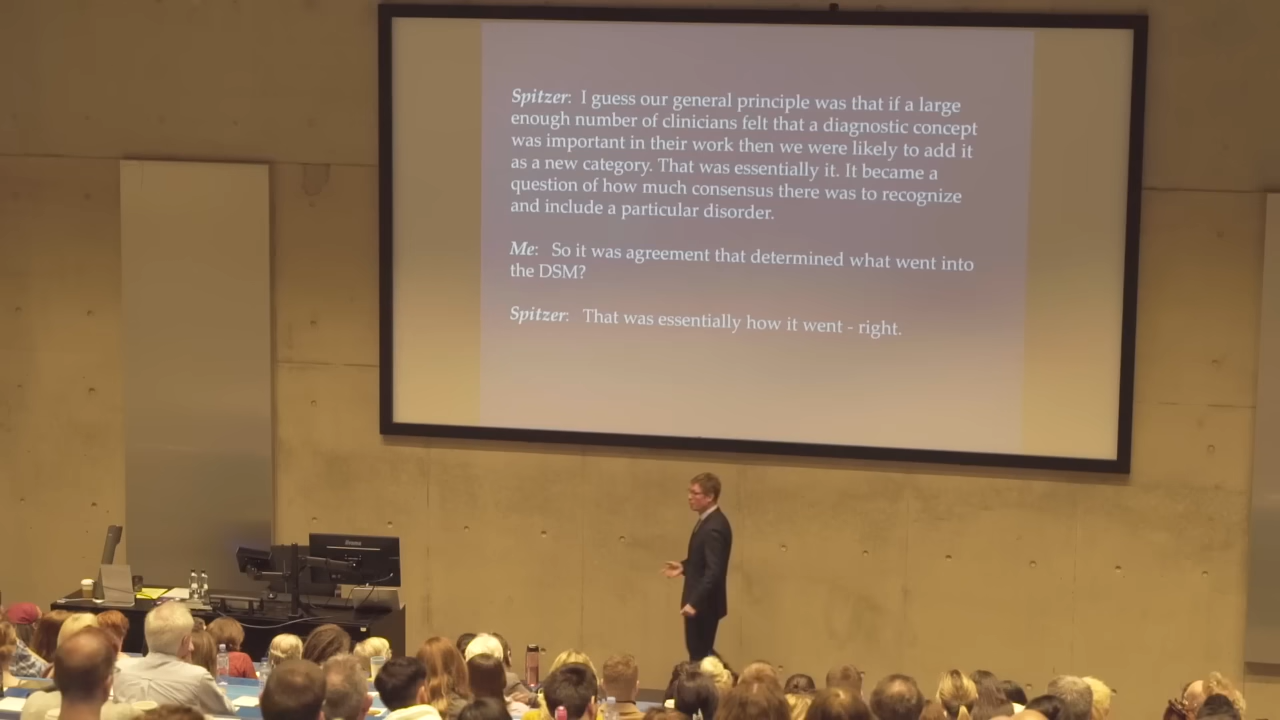 Spitzer: I guess our general principle was that if a large
enough number of clinicians felt that a diagnostic concept
was important in their work then we were likely to add it
as a new category. That was essentially it. It became a
question of how much consensus there was to recognize
and include a particular disorder.
Me: So it was agreement that determined what went into
the DSM?
Spitzer: That was essentially how it went - right.